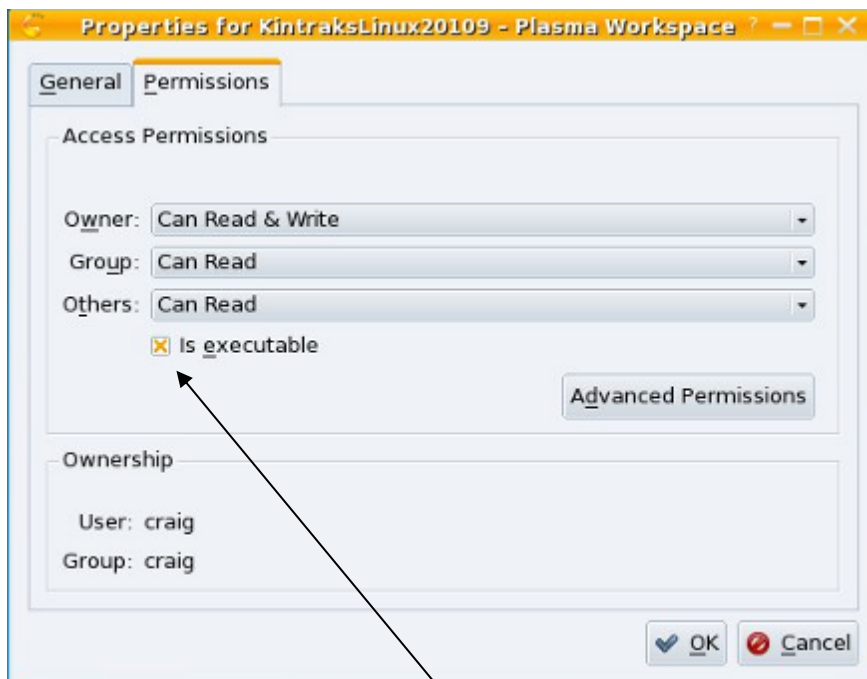 Properties for KintraksLinux20109 – Plasma Workspace ?
General Permissions
Access Permissions
Owner: Can Read & Write
Group: Can Read
Others: Can Read
Is executable
Advanced Permissions
Ownership
User: craig
Group: craig
OK Cancel